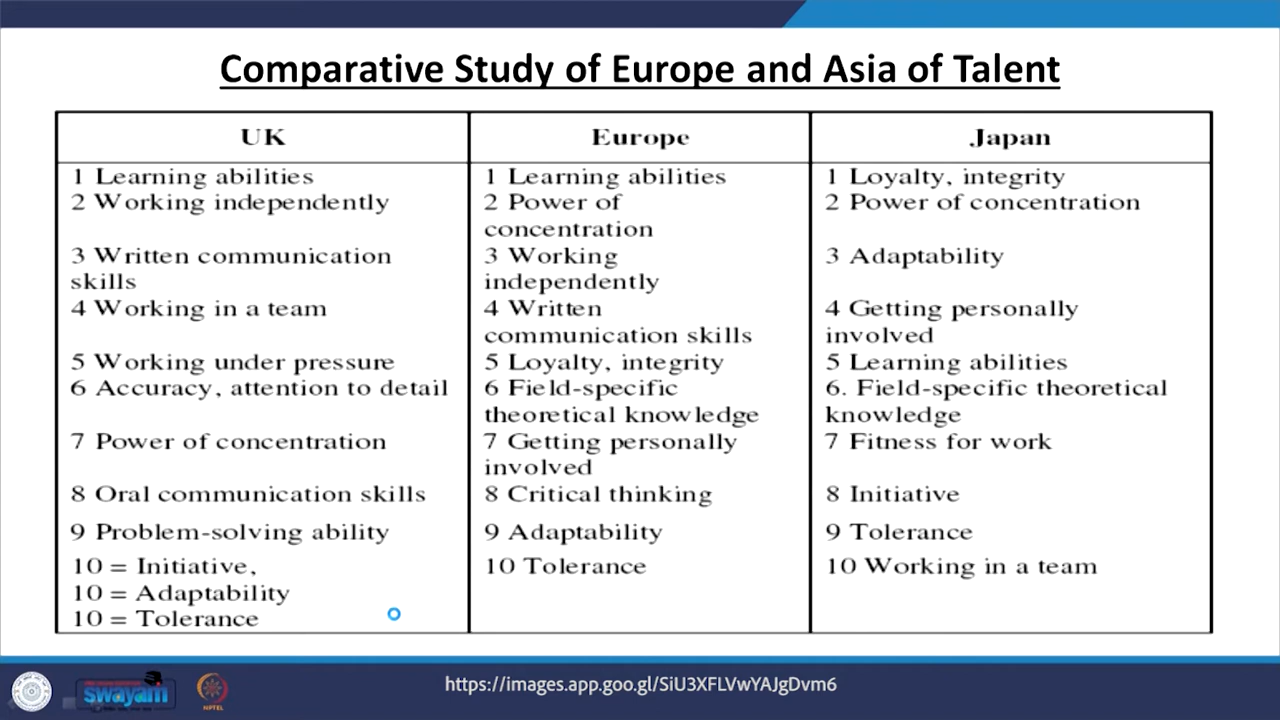 Comparative Study of Europe and Asia of Talent
UK
1 Learning abilities
2 Working independently
3 Written communication
skills
4 Working in a team
5 Working under pressure
6 Accuracy, attention to detail
7 Power of concentration
8 Oral communication skills
9 Problem-solving ability
10 = Initiative,
10 = Adaptability
10 = Tolerance
Europe
1 Learning abilities
2 Power of
concentration
3 Working
independently
4 Written
communication skills
5 Loyalty, integrity
6 Field-specific
theoretical knowledge
7 Getting personally
involved
8 Critical thinking
9 Adaptability
10 Tolerance
Japan
1 Loyalty, integrity
2 Power of concentration
3 Adaptability
4 Getting personally
involved
5 Learning abilities
6. Field-specific theoretical
knowledge
7 Fitness for work
8 Initiative
9 Tolerance
10 Working in a team
swayam
NPTEL
https://images.app.goo.gl/SiU3XFLVwYAJgDvm6